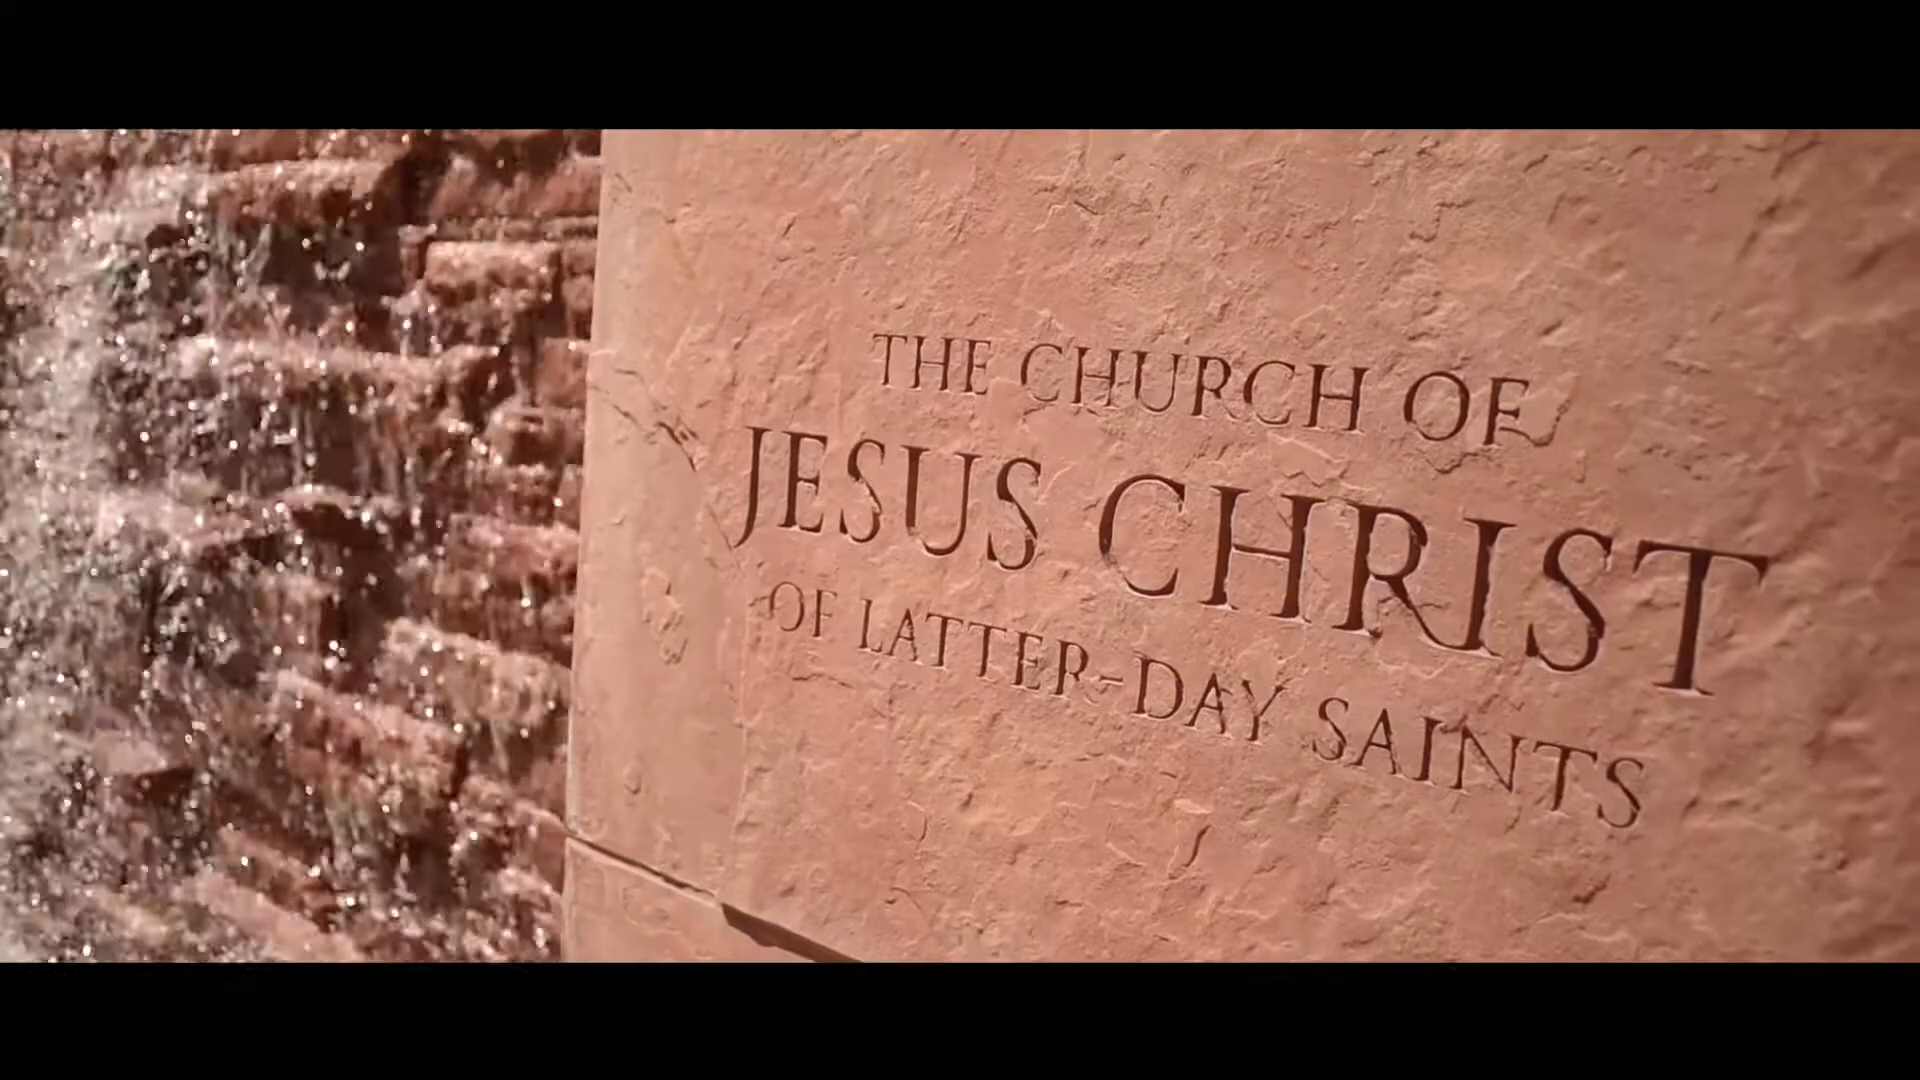 THE CHURCH OF
JESUS CHRIST
OF LATTER-DAY SAINTS